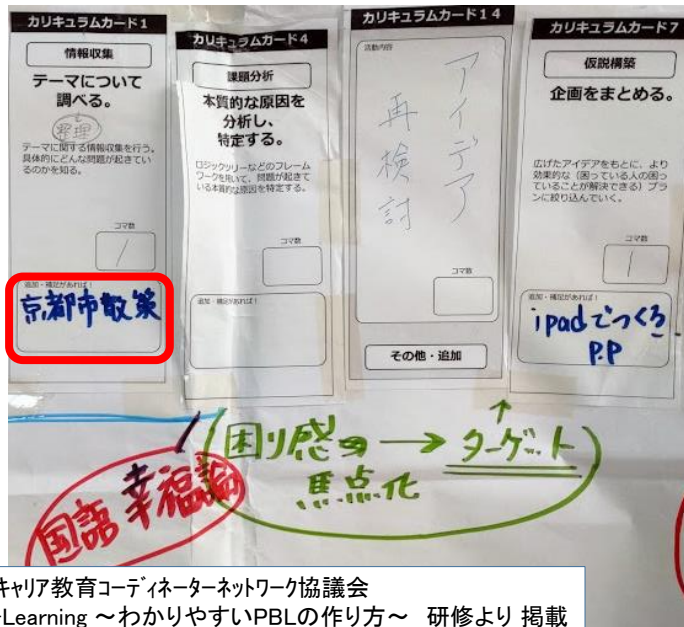 カリキュラムカード1
情報収集
テーマについて
調べる。
整理
テーマに関する情報収集を行う。
具体的にどんな問題が起きてい
るのかを知る。
コマ数
1
追加・補足があれば！
京都市散策
カリキュラムカード4
課題分析
本質的な原因を
分析し、
特定する。
ロジックツリーなどのフレーム
ワークを用いて、問題が起きて
いる本質的な原因を特定する。
コマ数
追加・補足があれば！
カリキュラムカード14
活動内容
アイデア
再検討
コマ数
その他・追加
カリキュラムカード7
仮説構築
企画をまとめる。
広げたアイデアをもとに、より
効果的な（困っている人の困っ
ていることが解決できる）プラ
ンに絞り込んでいく。
コマ数
1
追加・補足があれば！
ipadでつくる
P.P
困り感の→ターゲット
焦点化
国語 幸福論
キャリア教育コーディネーターネットワーク協議会
Learning ～わかりやすいPBLの作り方～ 研修より 掲載